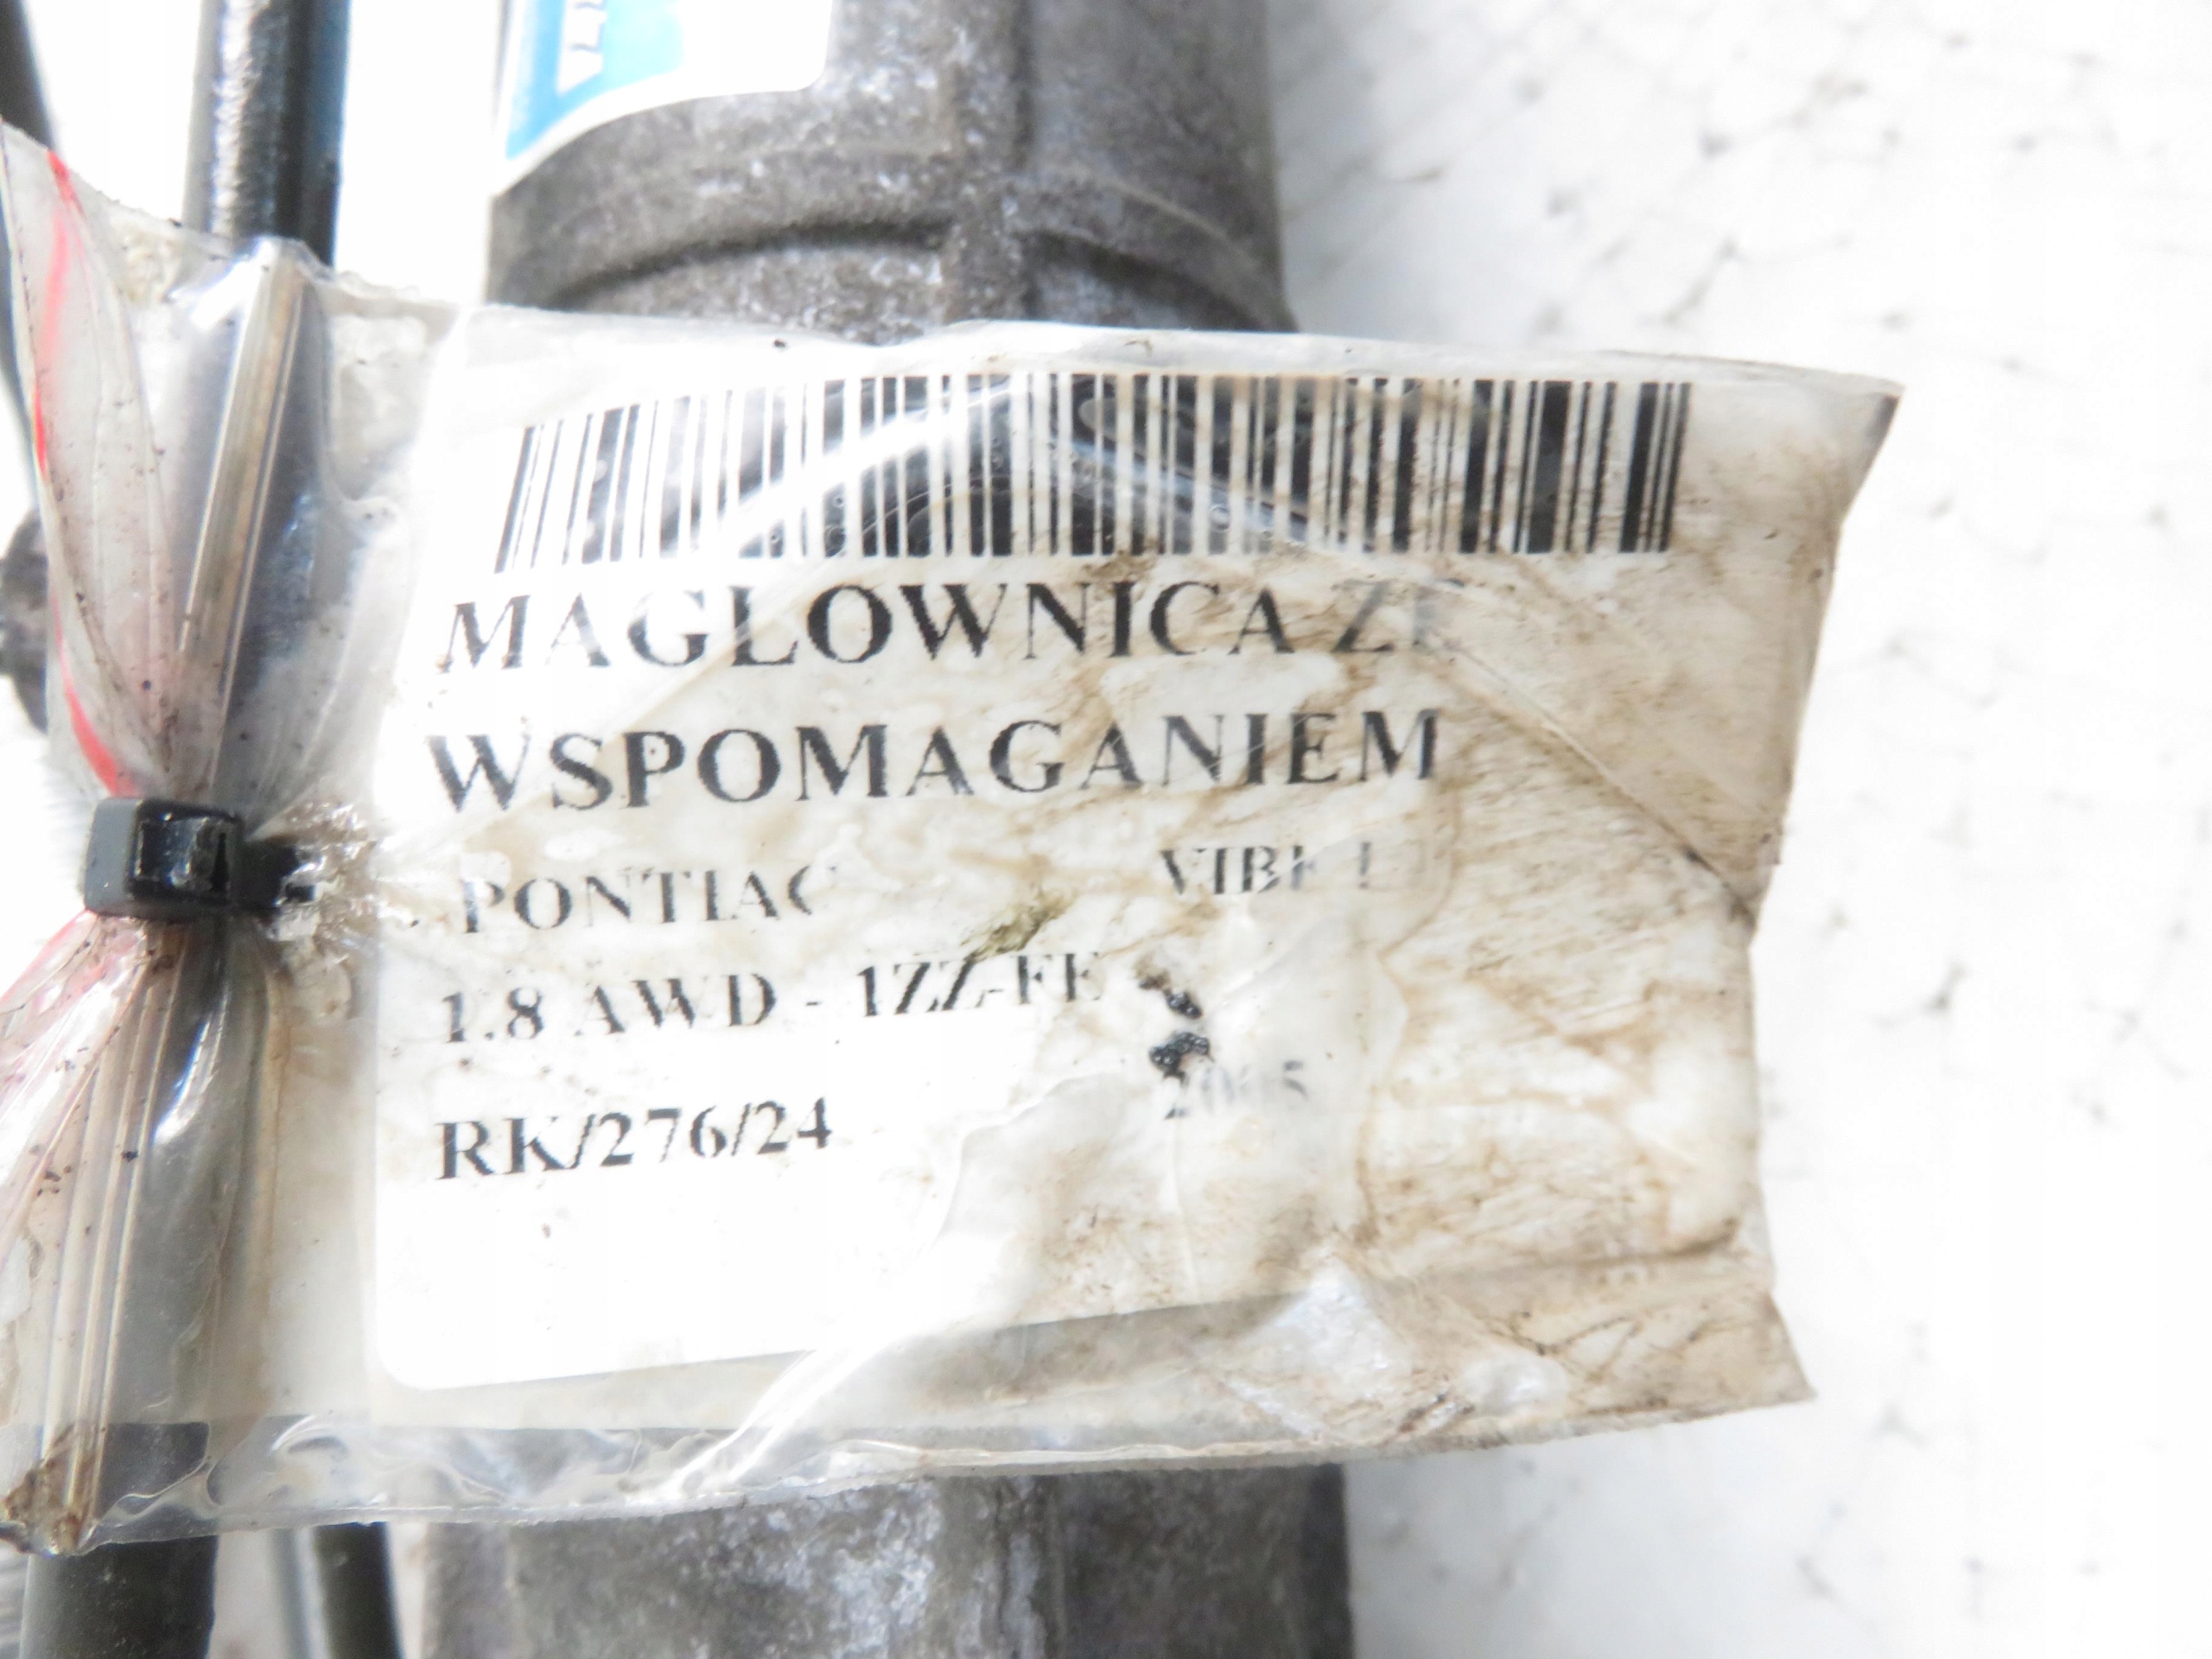 MAGLOWNICA ZE
WSPOMAGANIEM
PONTIAC VIBE I
1.8 AWD - 1ZZ-FE
2005
RK/276/24